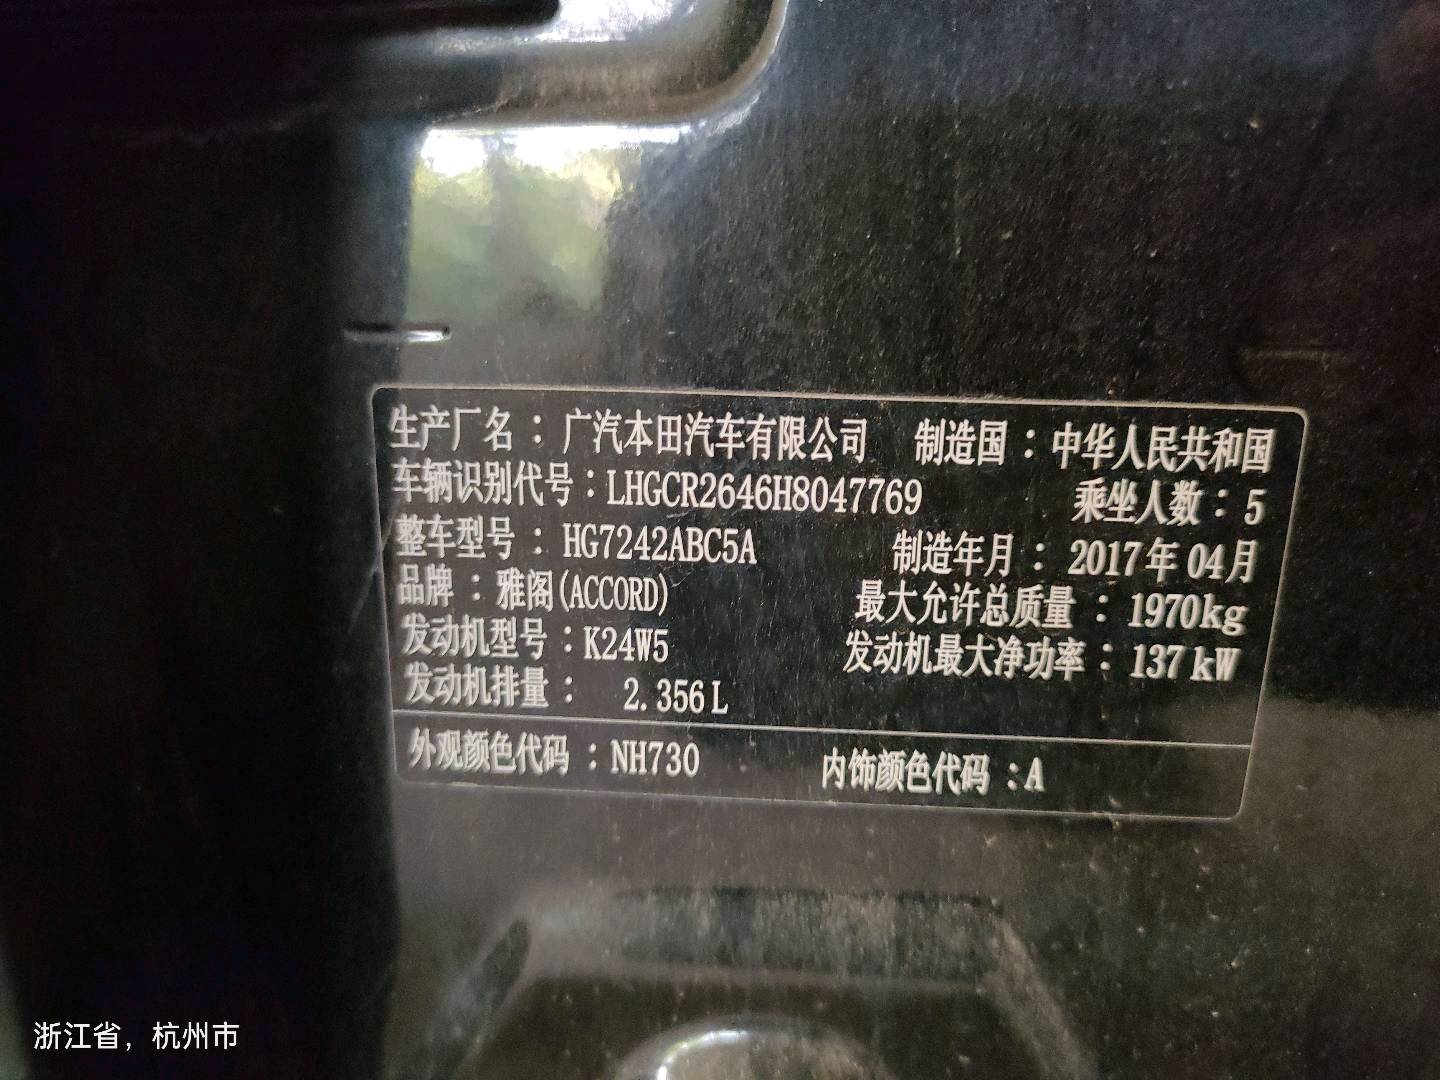 生产厂名：广汽本田汽车有限公司 制造国：中华人民共和国
车辆识别代号：LHGCR2646H8047769 乘坐人数：5
整车型号：HG7242ABC5A 制造年月：2017年04月
品牌：雅阁(ACCORD) 最大允许总质量：1970kg
发动机型号：K24W5 发动机最大净功率：137kW
发动机排量：2.356L
外观颜色代码：NH730 内饰颜色代码：A
浙江省，杭州市